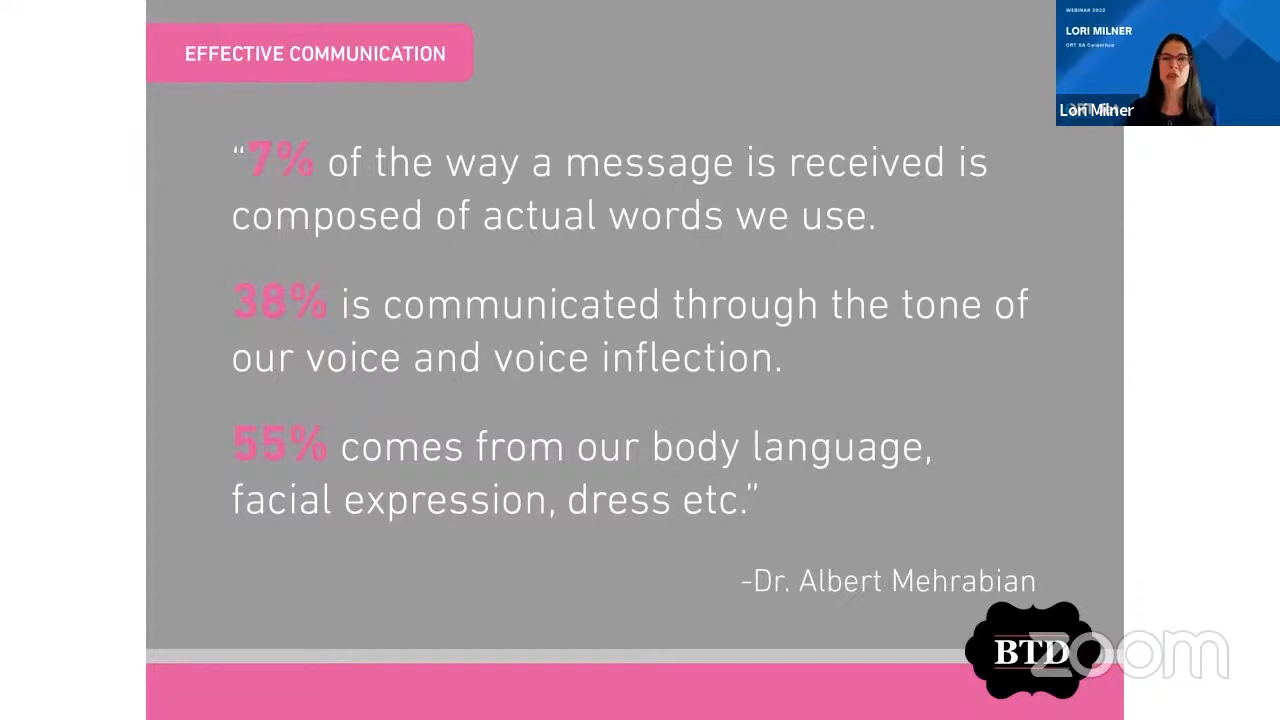 EFFECTIVE COMMUNICATION
“7% of the way a message is received is
composed of actual words we use.
38% is communicated through the tone of
our voice and voice inflection.
55% comes from our body language,
facial expression, dress etc.”
-Dr. Albert Mehrabian
BTD
zoom
WEBINAR 2022
LORI MILNER
ORT SA Careerhub
Lori Milner